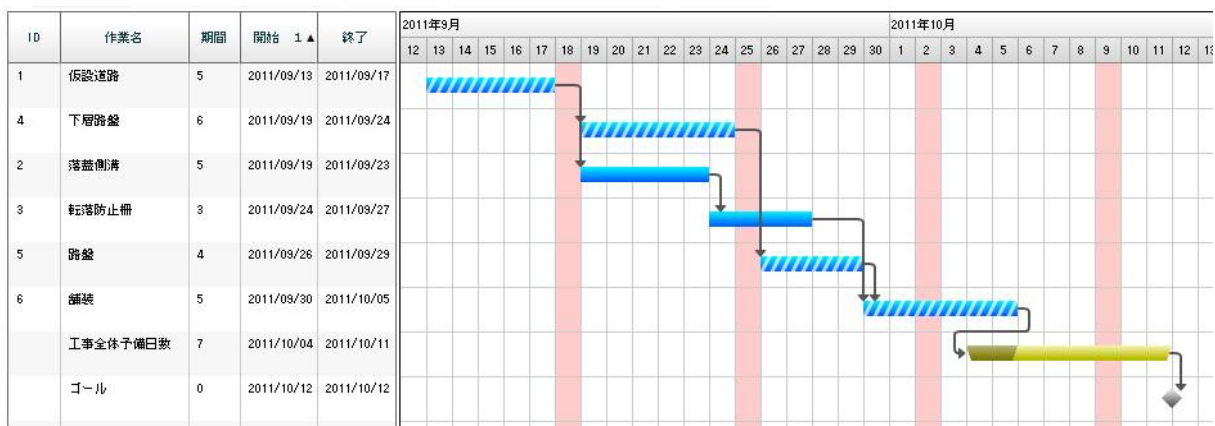 2011年9月 2011年10月
ID 作業名 期間 開始 1▲ 終了
12 13 14 15 16 17 18 19 20 21 22 23 24 25 26 27 28 29 30 1 2 3 4 5 6 7 8 9 10 11 12 13
1 仮設道路 5 2011/09/13 2011/09/17
4 下層路盤 6 2011/09/19 2011/09/24
2 落蓋側溝 5 2011/09/19 2011/09/23
3 転落防止柵 3 2011/09/24 2011/09/27
5 路盤 4 2011/09/26 2011/09/29
6 舗装 5 2011/09/30 2011/10/05
工事全体予備日数 7 2011/10/04 2011/10/11
ゴール 0 2011/10/12 2011/10/12